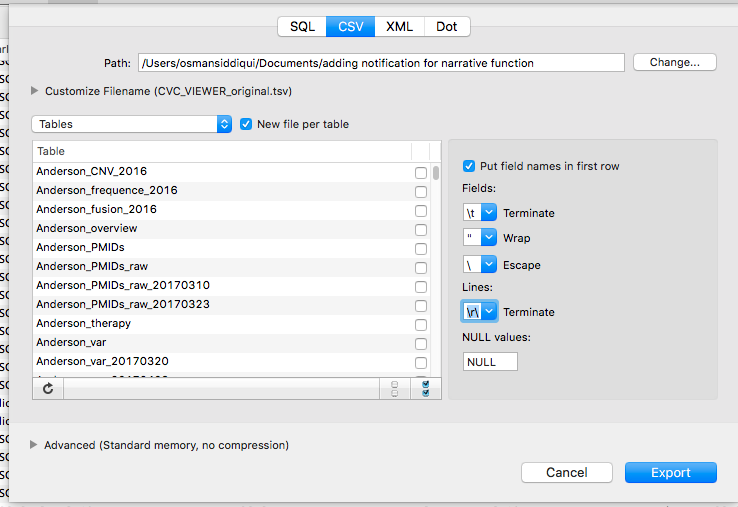 SQL CSV XML Dot
Path: /Users/osmansiddiqui/Documents/adding notification for narrative function Change...
Customize Filename (CVC_VIEWER_original.tsv)
Tables New file per table
Table
Anderson_CNV_2016
Anderson_frequence_2016
Anderson_fusion_2016
Anderson_overview
Anderson_PMIDs
Anderson_PMIDs_raw
Anderson_PMIDs_raw_20170310
Anderson_PMIDs_raw_20170323
Anderson_therapy
Anderson_var
Anderson_var_20170320
Put field names in first row
Fields:
\t Terminate
" Wrap
\ Escape
Lines:
\r\ Terminate
NULL values:
NULL
Advanced (Standard memory, no compression)
Cancel Export